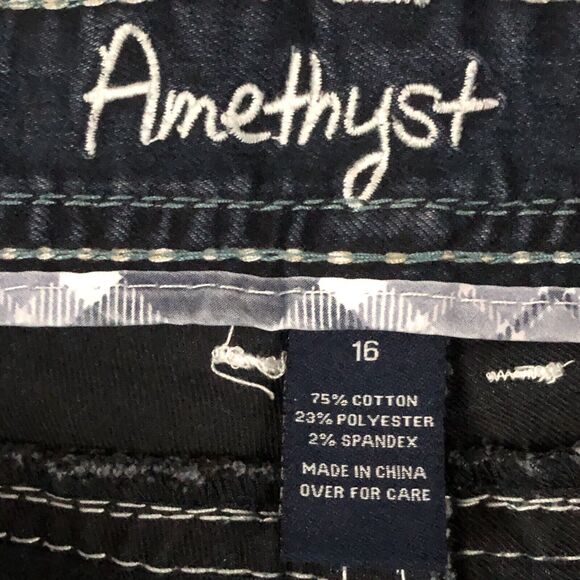 Amethyst
16
75% COTTON
23% POLYESTER
2% SPANDEX
MADE IN CHINA
OVER FOR CARE